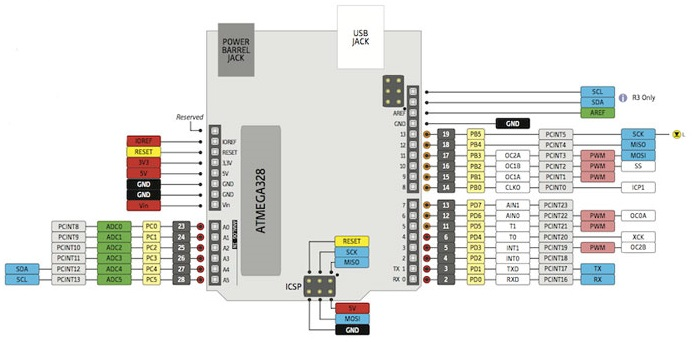 POWER BARREL JACK
USB JACK
SCL
SDA R3 Only
AREF AREF
GND GND
Reserved
IOREF IOREF
RESET RESET
3V3 3.3V
5V 5V
GND GND
GND GND
Vin Vin
ATMEGA328
13 19 PB5 PCINT5 SCK L
12 18 PB4 PCINT4 MISO
11 17 PB3 OC2A PCINT3 PWM MOSI
10 16 PB2 OC1B PCINT2 PWM SS
9 15 PB1 OC1A PCINT1 PWM
8 14 PB0 CLKO PCINT0 ICP1
7 13 PD7 AIN1 PCINT23
6 12 PD6 AIN0 PCINT22 PWM OC0A
5 11 PD5 T1 PCINT21 PWM
4 6 PD4 T0 PCINT20 XCK
3 5 PD3 INT1 PCINT19 PWM OC2B
2 4 PD2 INT0 PCINT18
TX 1 3 PD1 TXD PCINT17 TX
RX 0 2 PD0 RXD PCINT16 RX
PCINT8 ADC0 PC0 23 A0
PCINT9 ADC1 PC1 24 A1
PCINT10 ADC2 PC2 25 A2
PCINT11 ADC3 PC3 26 A3
SDA PCINT12 ADC4 PC4 27 A4
SCL PCINT13 ADC5 PC5 28 A5
RESET
SCK
MISO
ICSP
5V
MOSI
GND